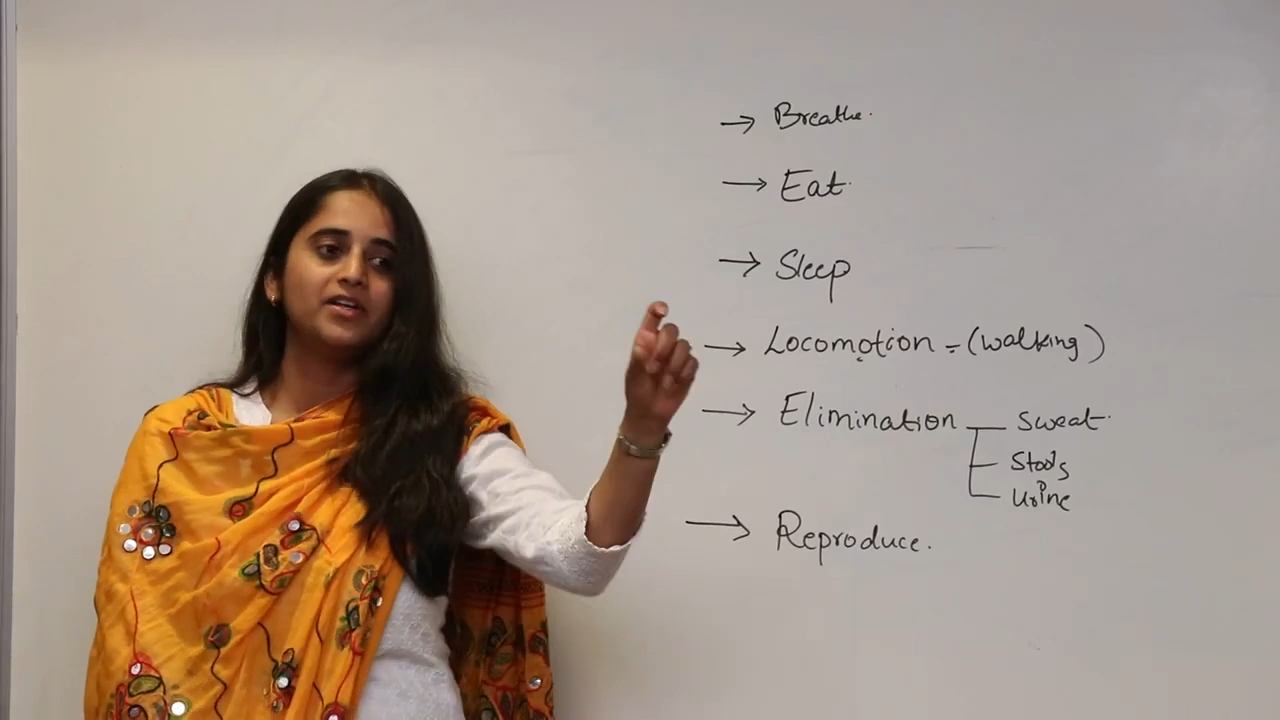 → Breathe.
→ Eat.
→ Sleep
→ Locomotion - (walking)
→ Elimination Sweat.
Stools
Urine
→ Reproduce.